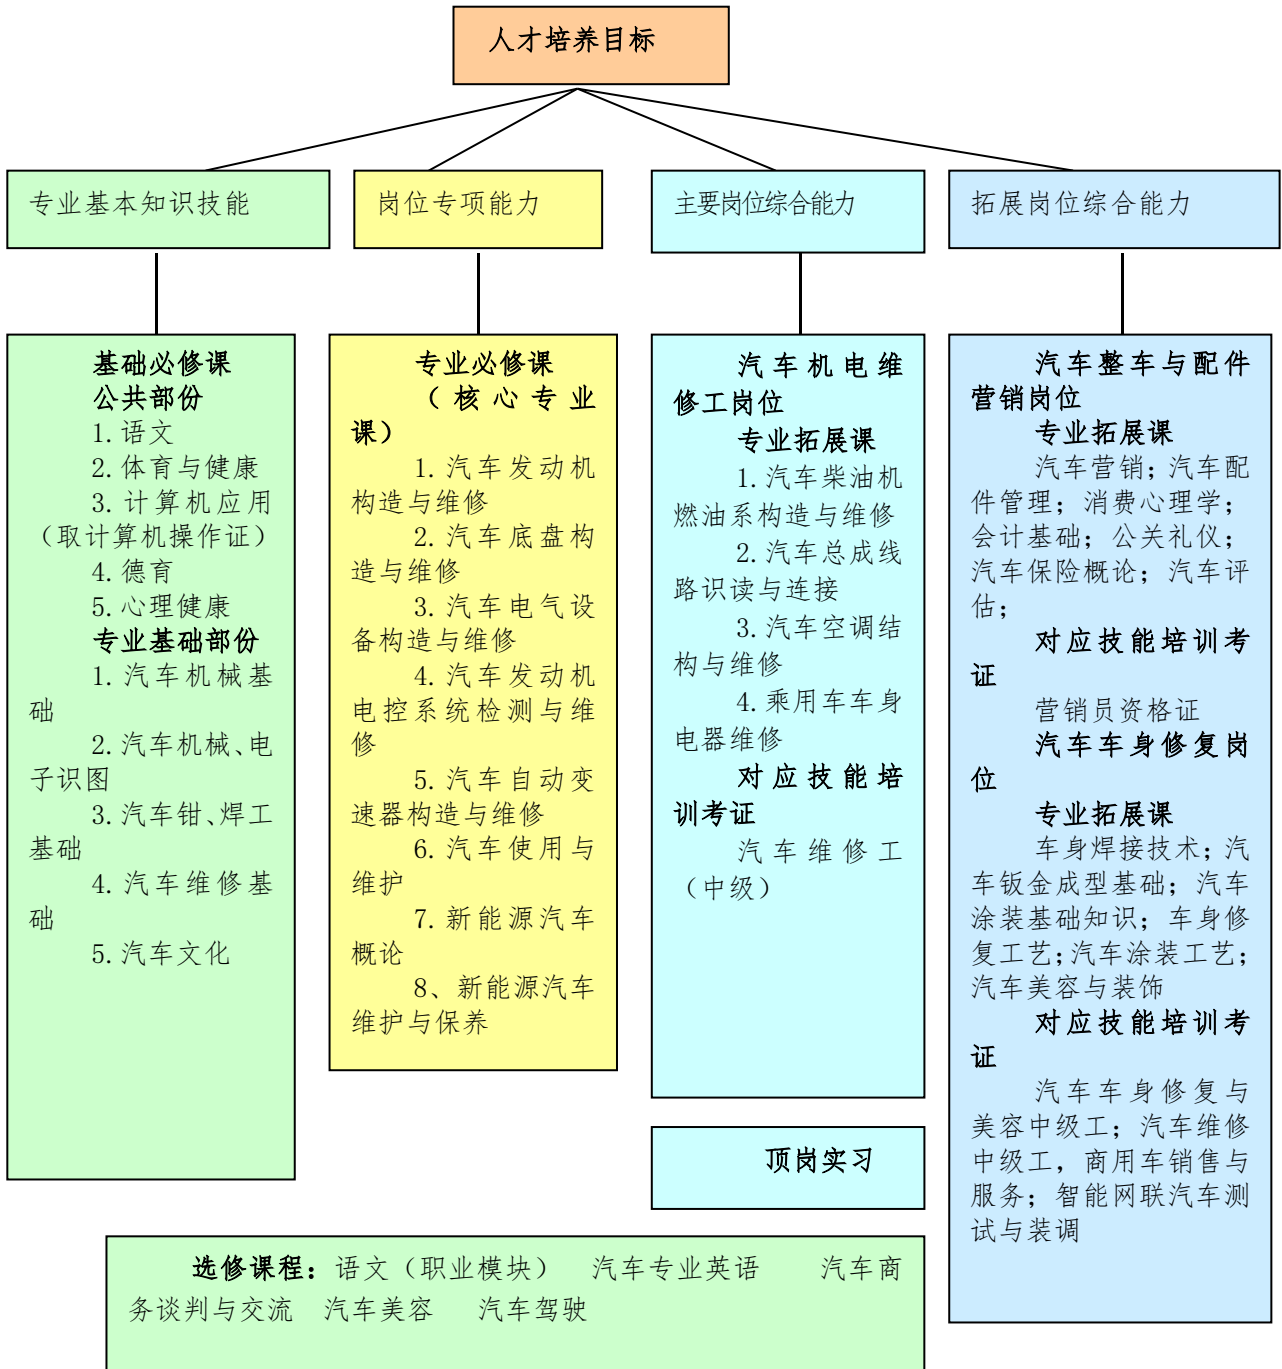 人才培养目标
专业基本知识技能
岗位专项能力
主要岗位综合能力
拓展岗位综合能力
基础必修课
公共部份
1.语文
2.体育与健康
3.计算机应用
（取计算机操作证）
4.德育
5.心理健康
专业基础部份
1.汽车机械基
础
2.汽车机械、电
子识图
3.汽车钳、焊工
基础
4.汽车维修基
础
5.汽车文化
专业必修课
（核心专业
课）
1.汽车发动机
构造与维修
2.汽车底盘构
造与维修
3.汽车电气设
备构造与维修
4.汽车发动机
电控系统检测与维
修
5.汽车自动变
速器构造与维修
6.汽车使用与
维护
7.新能源汽车
概论
8、新能源汽车
维护与保养
汽车机电维
修工岗位
专业拓展课
1.汽车柴油机
燃油系构造与维修
2.汽车总成线
路识读与连接
3.汽车空调结
构与维修
4.乘用车车身
电器维修
对应技能培
训考证
汽车维修工
（中级）
顶岗实习
汽车整车与配件
营销岗位
专业拓展课
汽车营销；汽车配
件管理；消费心理学；
会计基础；公关礼仪；
汽车保险概论；汽车评
估；
对应技能培训考
证
营销员资格证
汽车车身修复岗
位
专业拓展课
车身焊接技术；汽
车钣金成型基础；汽车
涂装基础知识；车身修
复工艺；汽车涂装工艺；
汽车美容与装饰
对应技能培训考
证
汽车车身修复与
美容中级工；汽车维修
中级工，商用车销售与
服务；智能网联汽车测
试与装调
选修课程：语文（职业模块） 汽车专业英语 汽车商
务谈判与交流 汽车美容 汽车驾驶